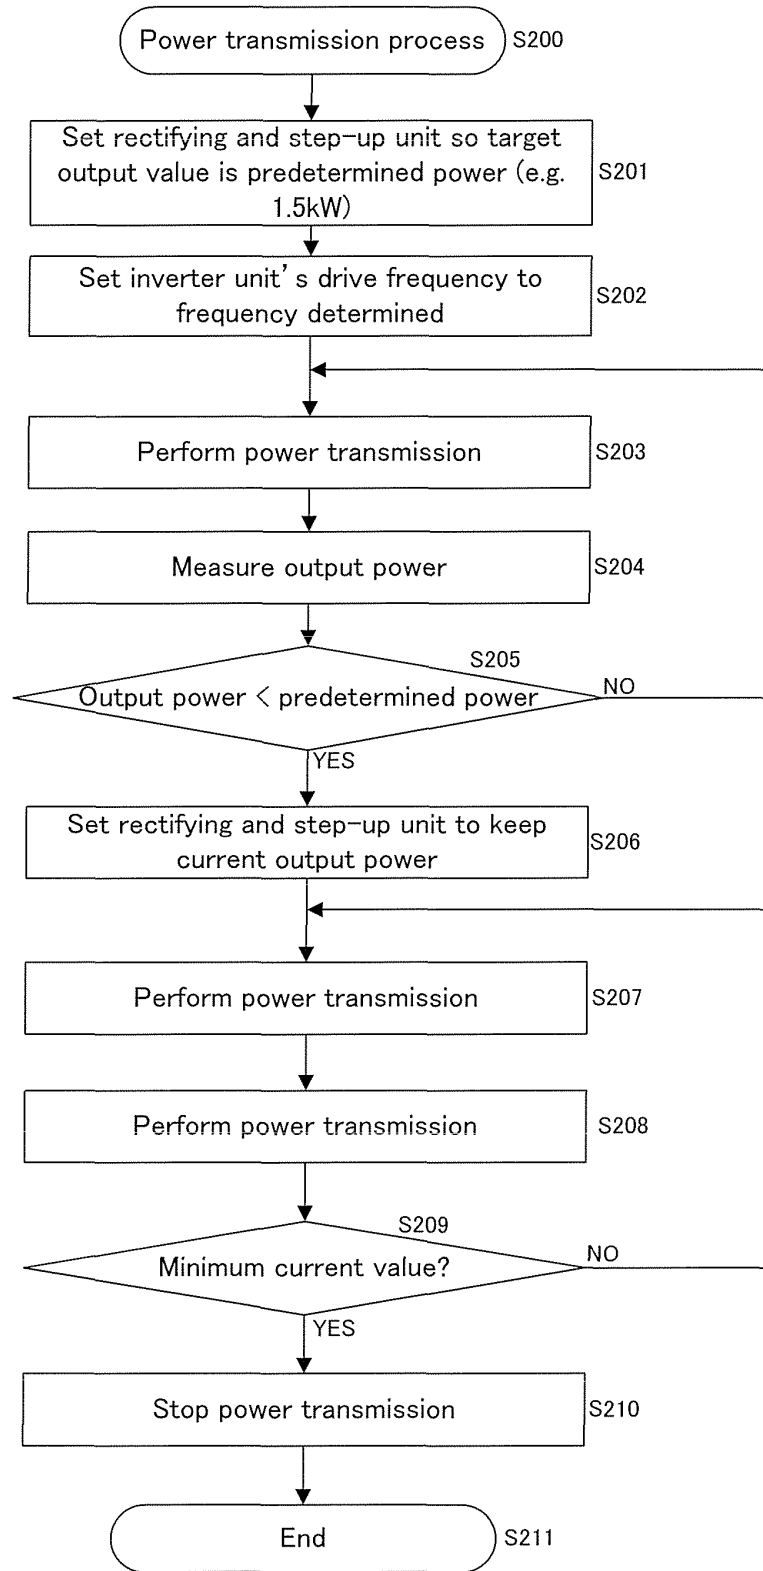 Power transmission process
S200
Set rectifying and step-up unit so target
output value is predetermined power (e.g.
1.5kW)
S201
Set inverter unit's drive frequency to
frequency determined
S202
Perform power transmission
S203
Measure output power
S204
S205
Output power < predetermined power
NO
YES
Set rectifying and step-up unit to keep
current output power
S206
Perform power transmission
S207
Perform power transmission
S208
S209
Minimum current value?
NO
YES
Stop power transmission
S210
End
S211